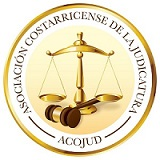 ASOCIACIÓN COSTARRICENSE DE LA JUDICATURA
ACOJUD